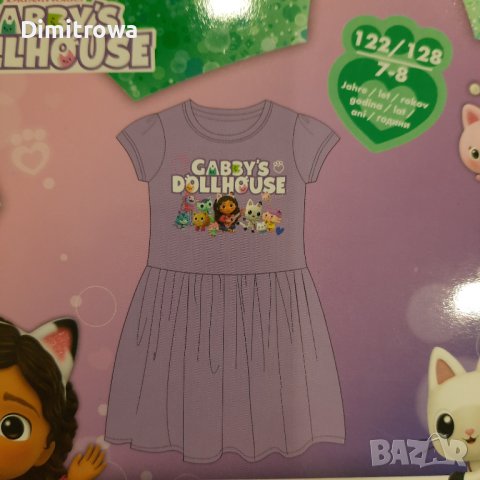 Dimitrowa
GABBY'S
DOLLHOUSE
122/128
7-8
Jahre / let / rokov
godina / lat /
ani / години
GABBY'S
DOLLHOUSE
BAZAR